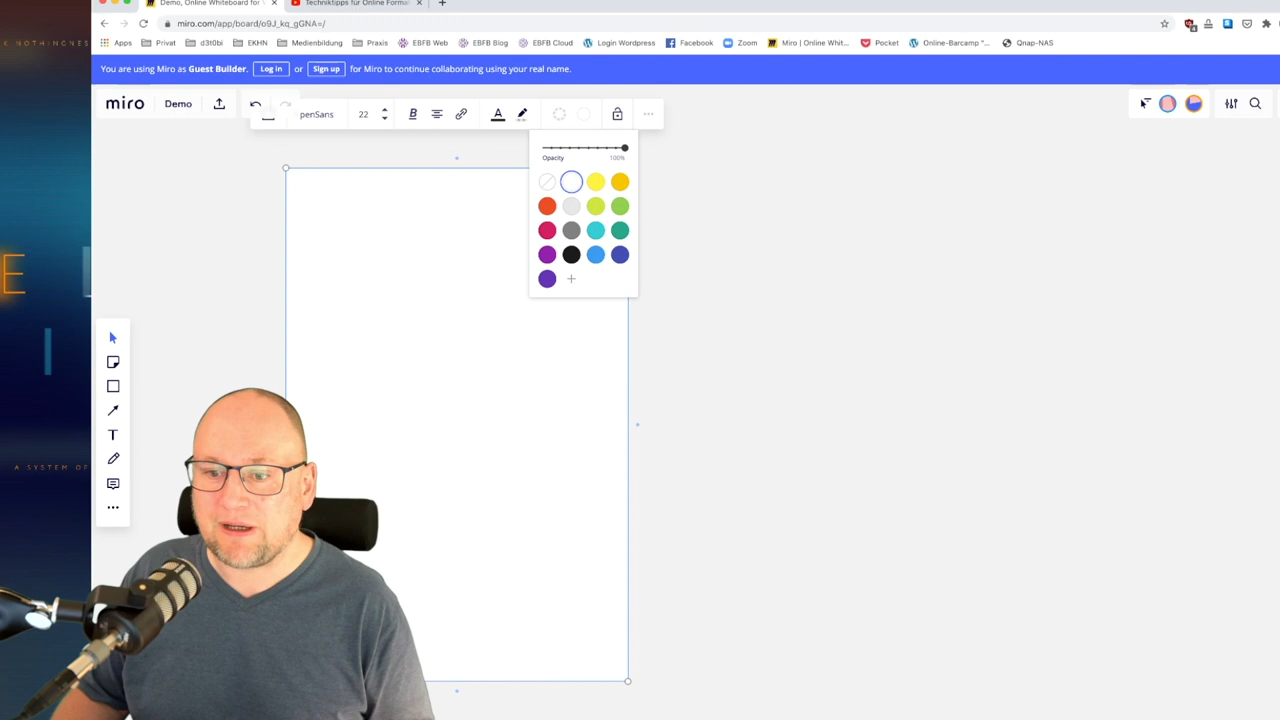 Demo, Online Whiteboard for
Techniktipps für Online Format
miro.com/app/board/o9J_kq_gGNA=/
Apps
Privat
d3t0bi
EKHN
Medienbildung
Praxis
EBFB Web
EBFB Blog
EBFB Cloud
Login Wordpress
Facebook
Zoom
Miro | Online Whit...
Pocket
Online-Barcamp "...
Qnap-NAS
You are using Miro as Guest Builder. Log in or Sign up for Miro to continue collaborating using your real name.
miro
Demo
penSans
22
B
A
Opacity
100%
T
A SYSTEM OF